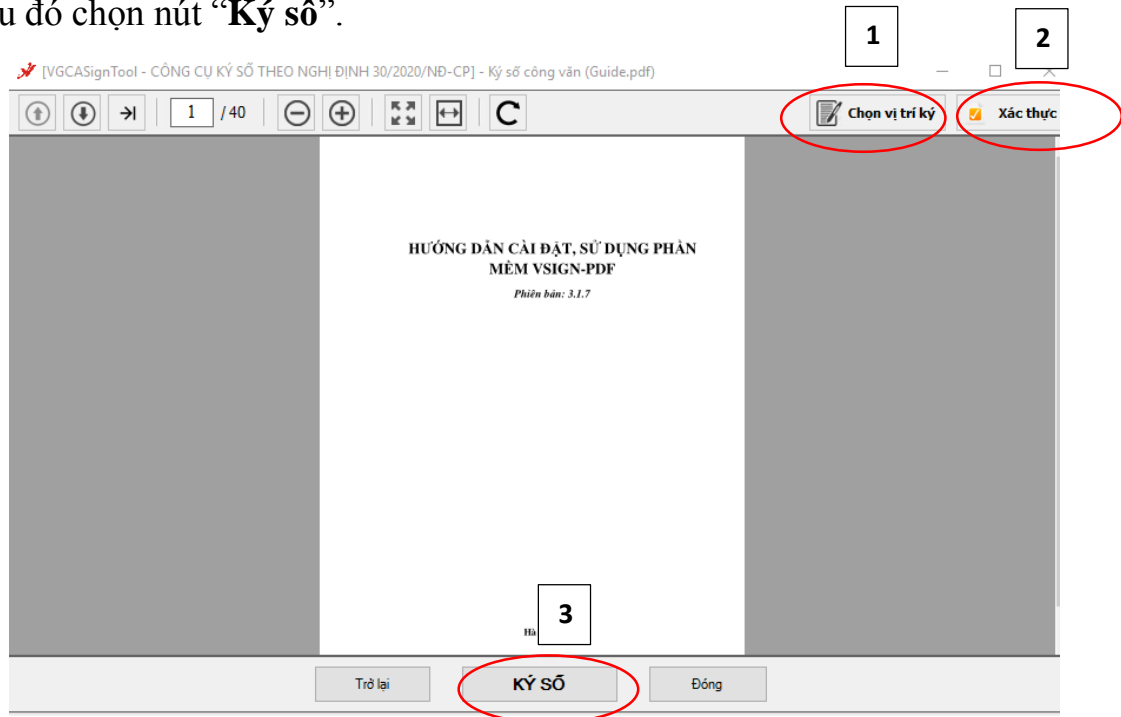 u đó chọn nút “Ký số”.
1
2
[VGCASignTool - CÔNG CỤ KÝ SỐ THEO NGHỊ ĐỊNH 30/2020/NĐ-CP] - Ký số công văn (Guide.pdf)
1 / 40
Chọn vị trí ký
Xác thực
HƯỚNG DẪN CÀI ĐẶT, SỬ DỤNG PHẦN
MỀM VSIGN-PDF
Phiên bản: 3.1.7
3
Hà
Trở lại
KÝ SỐ
Đóng